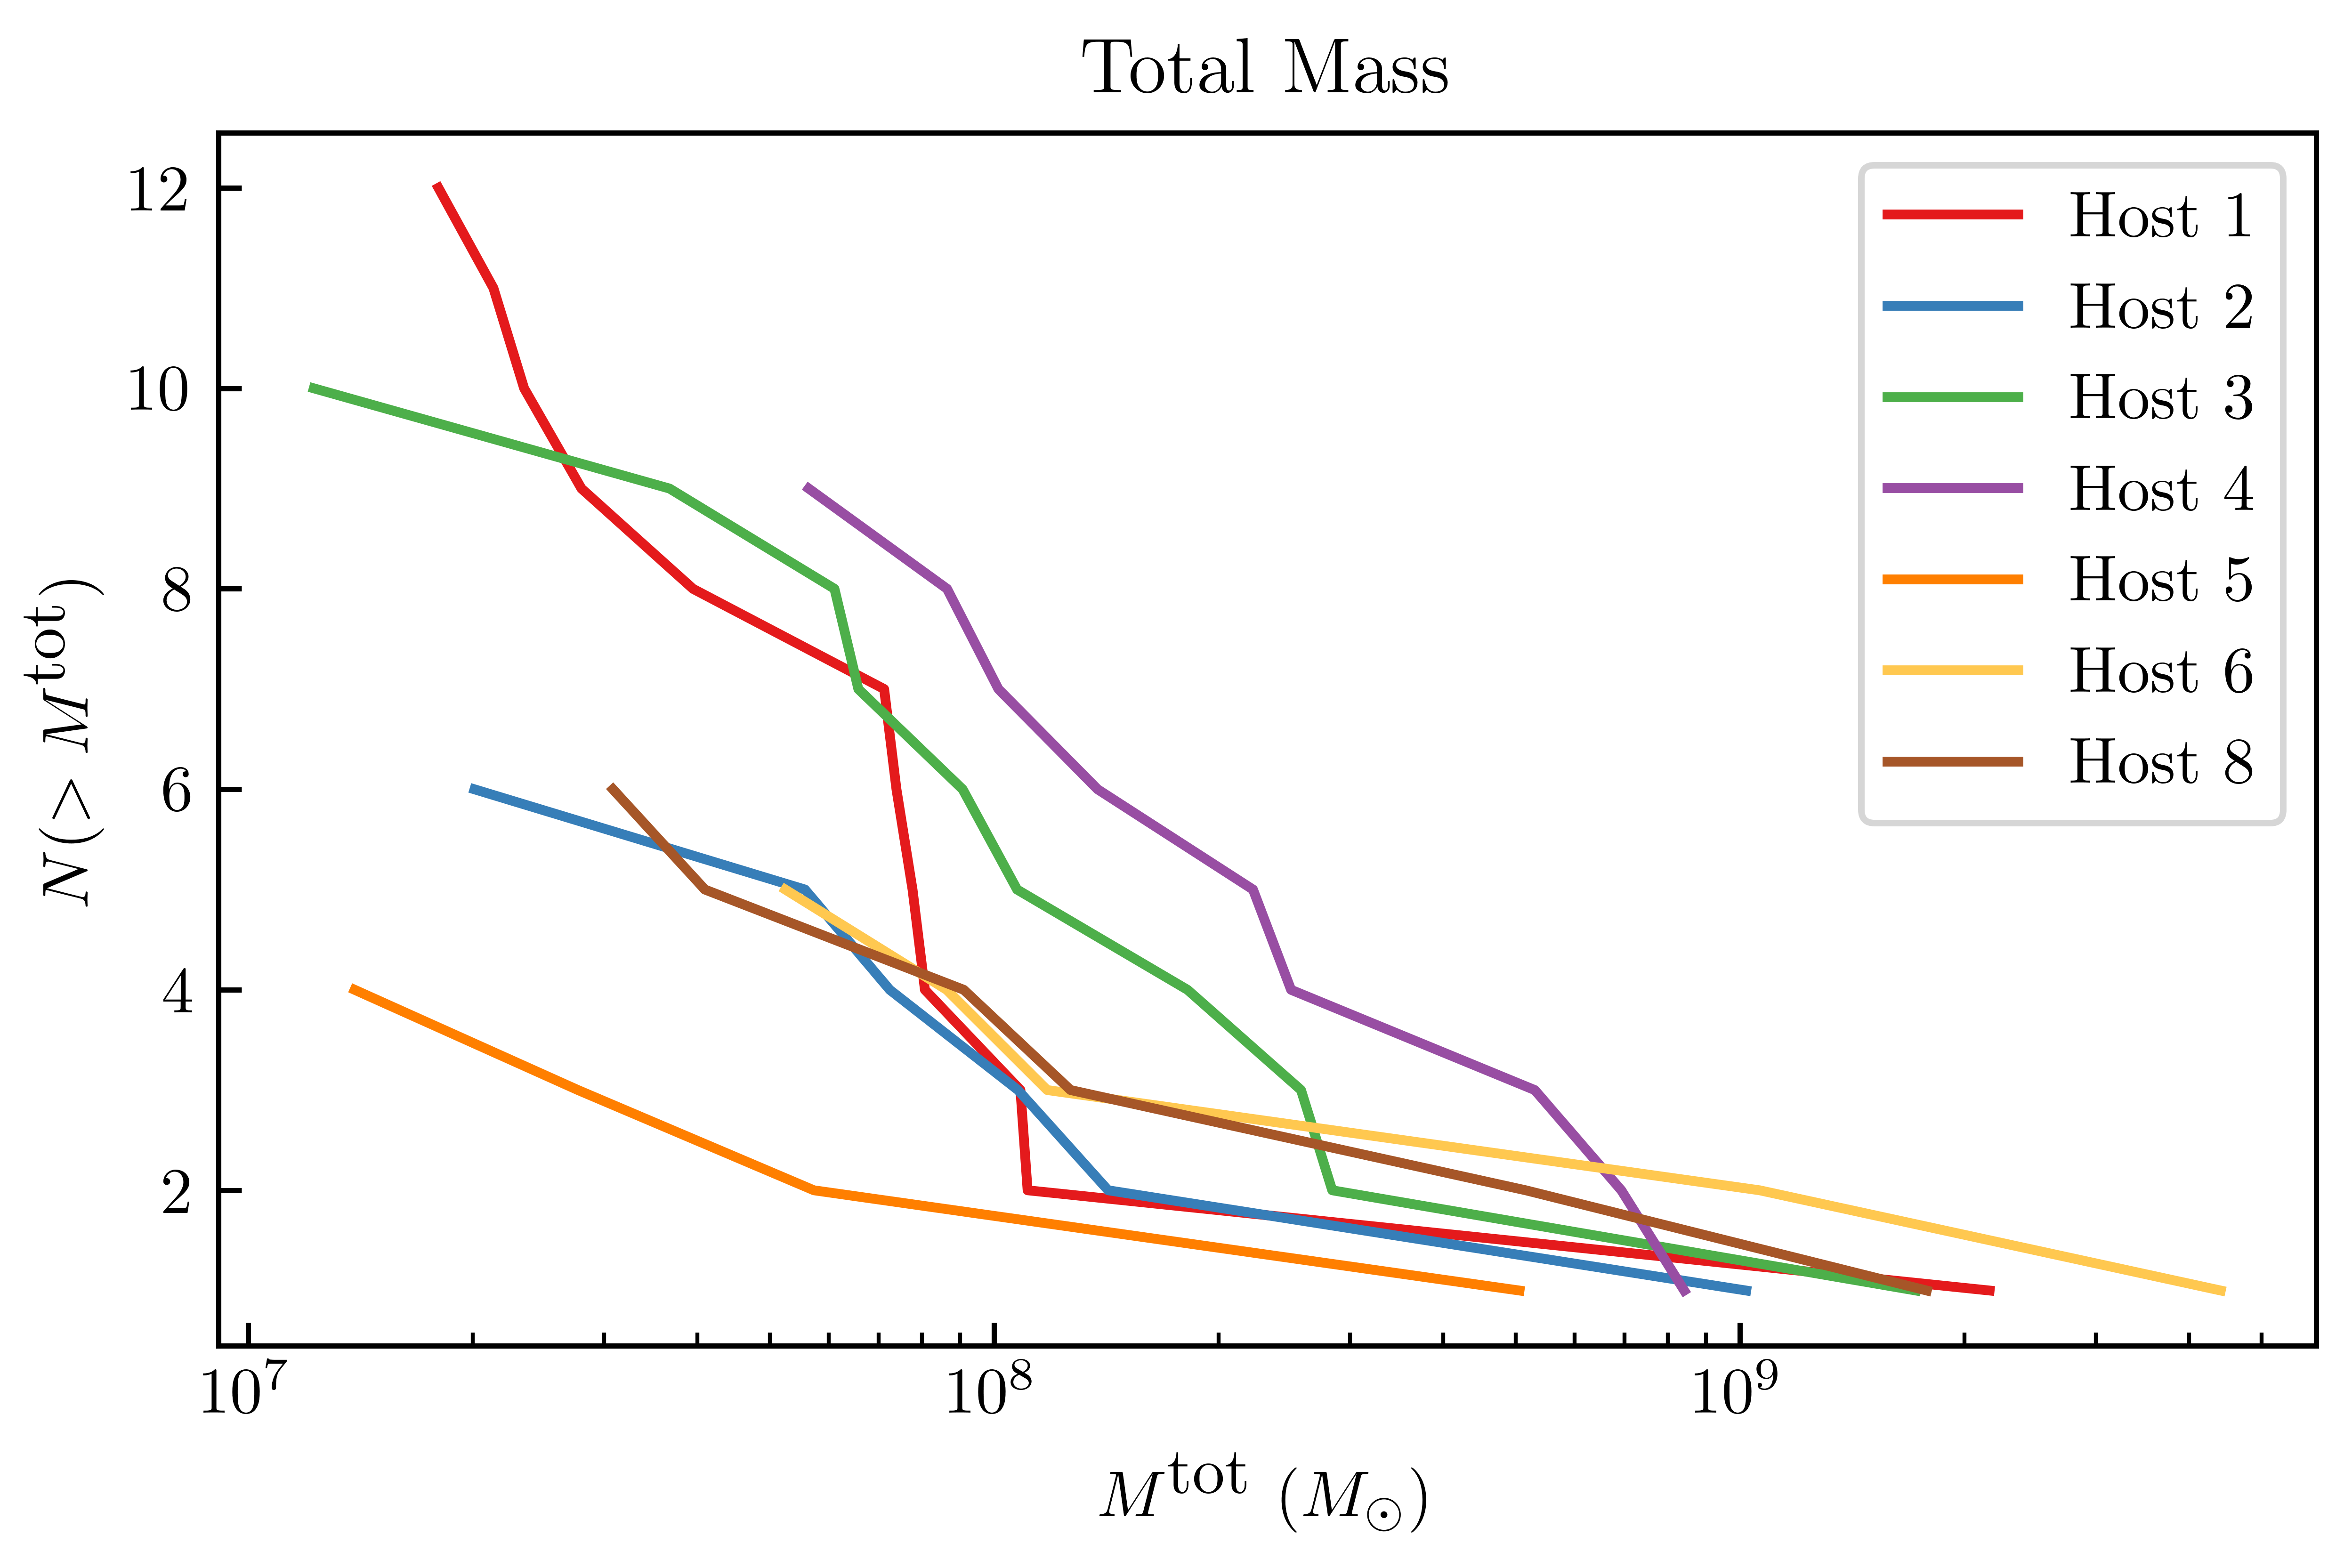 Total Mass
12
10
8
6
4
2
N(> M^tot)
Host 1
Host 2
Host 3
Host 4
Host 5
Host 6
Host 8
10^7
10^8
10^9
M^tot (M_⊙)